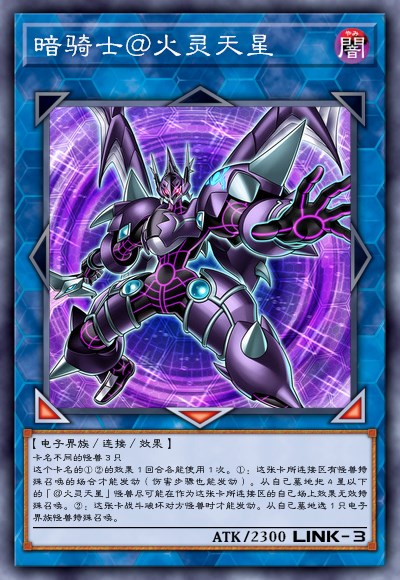 暗骑士@火灵天星
やみ
闇
【电子界族/连接/效果】
卡名不同的怪兽3只
这个卡名的①②的效果1回合各能使用1次。①:这张卡所连接区有怪兽特
殊召唤的场合才能发动(伤害步骤也能发动)。从自己墓地把4星以下
的「@火灵天星」怪兽尽可能在作为这张卡所连接区的自己场上效果无效特
殊召唤。②:这张卡战斗破坏对方怪兽时才能发动。从自己墓地选1只电子
界族怪兽特殊召唤。
ATK/2300 LINK-3